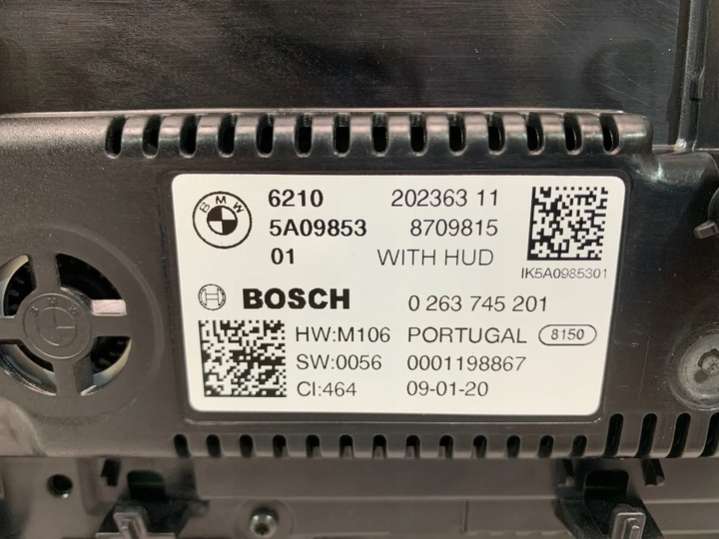 BMW
6210 202363 11
5A09853 8709815
01 WITH HUD
IK5A0985301
BOSCH 0 263 745 201
HW:M106 PORTUGAL 8150
SW:0056 0001198867
CI:464 09-01-20